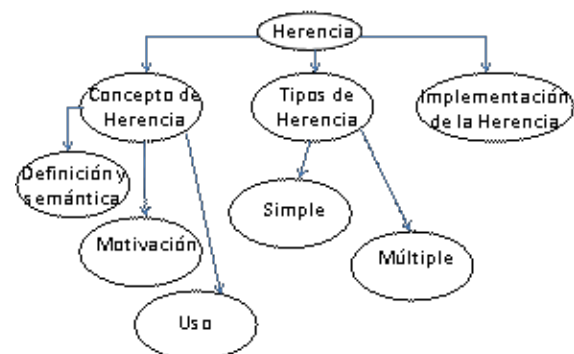 Herencia
Concepto de
Herencia
Tipos de
Herencia
Implementación
de la Herencia
Definición y
semántica
Motivación
Uso
Simple
Múltiple